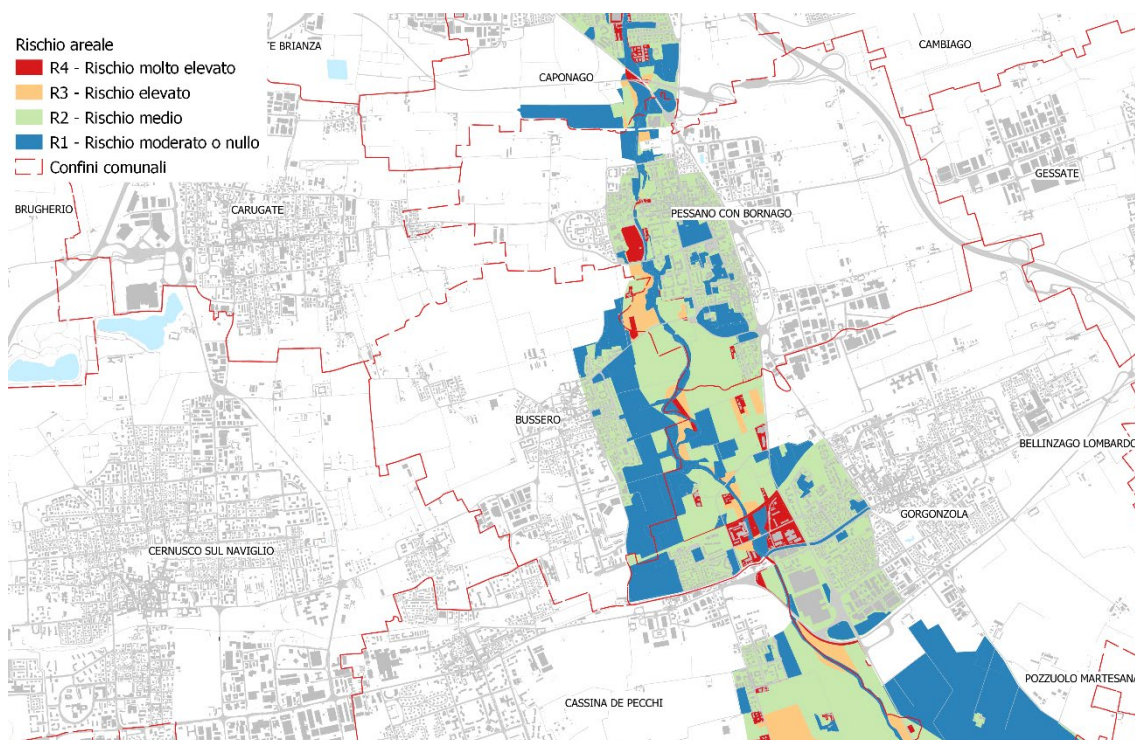 Rischio areale
R4 - Rischio molto elevato
R3 - Rischio elevato
R2 - Rischio medio
R1 - Rischio moderato o nullo
Confini comunali
TE BRIANZA
CAMBIAGO
CAPONAGO
GESSATE
BRUGHERIO
CARUGATE
PESSANO CON BORNAGO
BUSSERO
BELLINZAGO LOMBARDO
GORGONZOLA
CERNUSCO SUL NAVIGLIO
POZZUOLO MARTESANA
CASSINA DE PECCHI